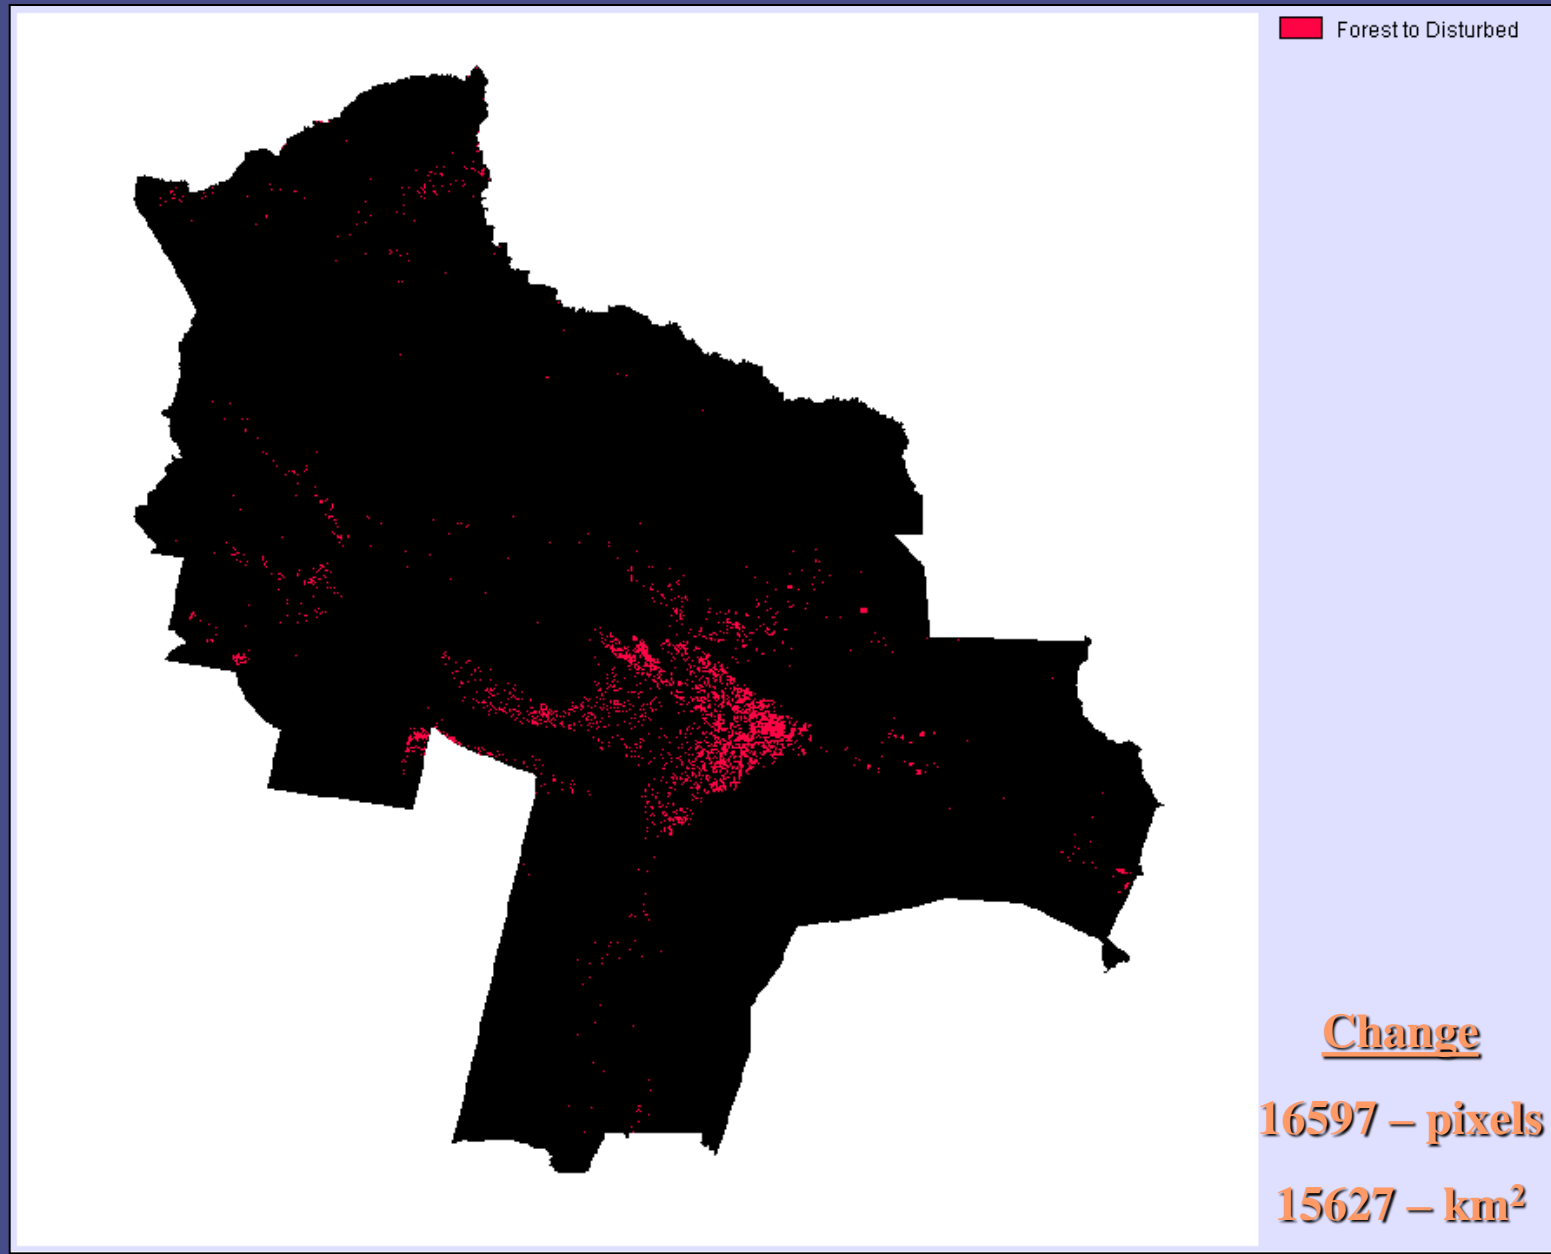 Forest to Disturbed
Change
16597 – pixels
15627 – km²